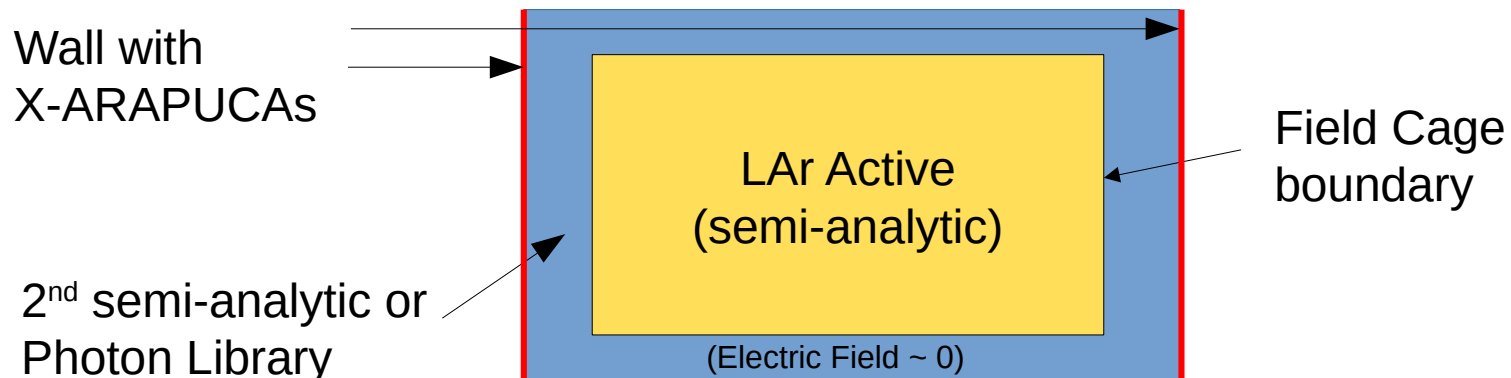 Wall with
X-ARAPUCAs
LAr Active
(semi-analytic)
Field Cage
boundary
2nd semi-analytic or
Photon Library
(Electric Field ~ 0)